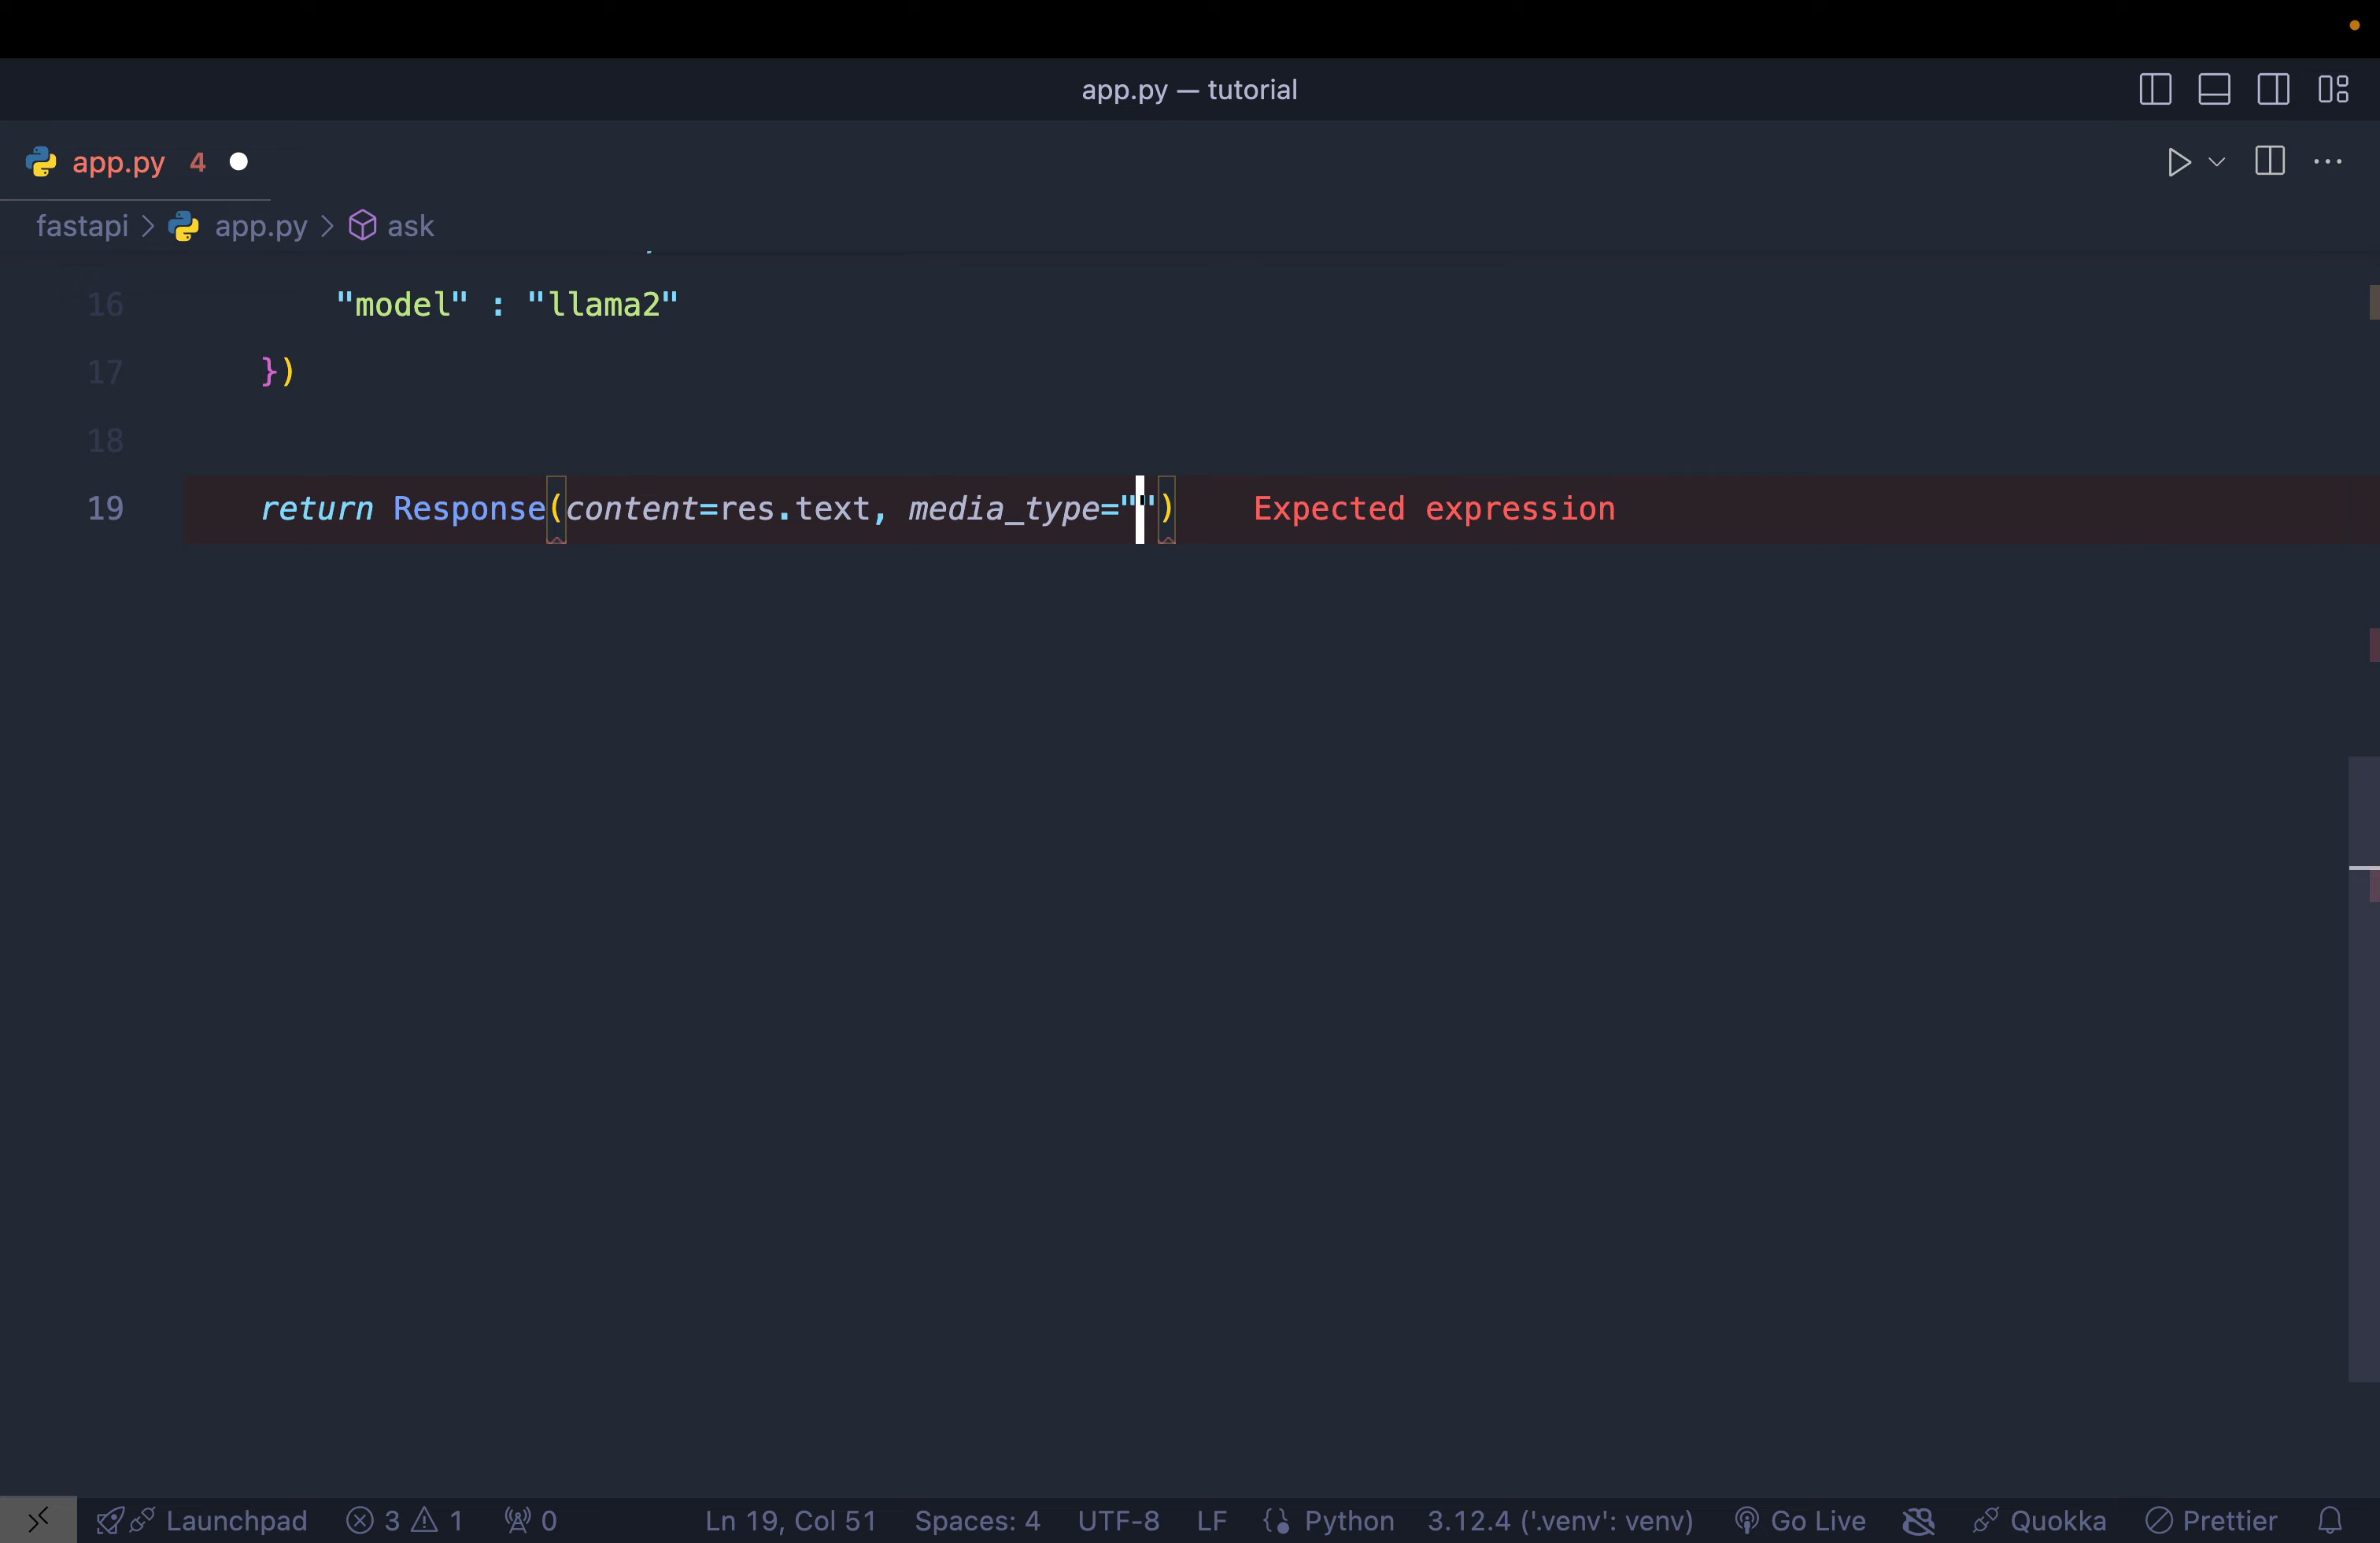 app.py — tutorial
app.py 4
fastapi > app.py > ask
16 "model" : "llama2"
17 })
18
19 return Response(content=res.text, media_type="") Expected expression
Launchpad 3 1 0 Ln 19, Col 51 Spaces: 4 UTF-8 LF Python 3.12.4 ('.venv': venv) Go Live Quokka Prettier